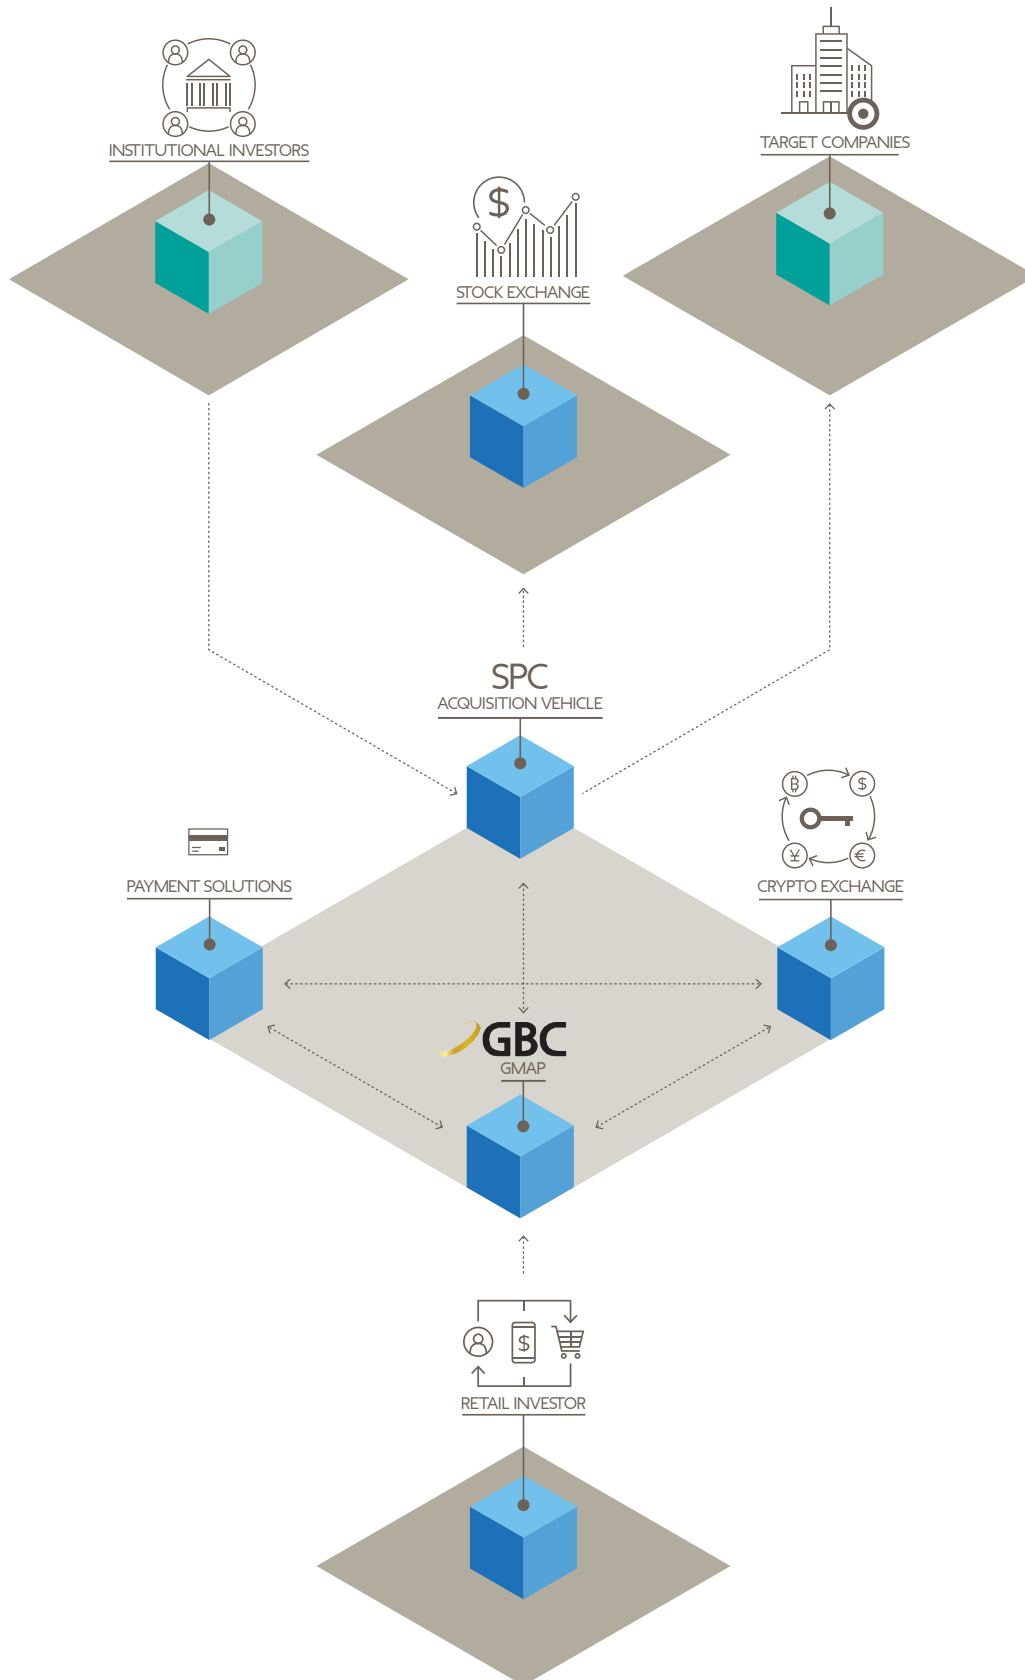 INSTITUTIONAL INVESTORS
TARGET COMPANIES
$
STOCK EXCHANGE
SPC
ACQUISITION VEHICLE
₿ $
¥ €
PAYMENT SOLUTIONS
CRYPTO EXCHANGE
GBC
GMAP
$
RETAIL INVESTOR